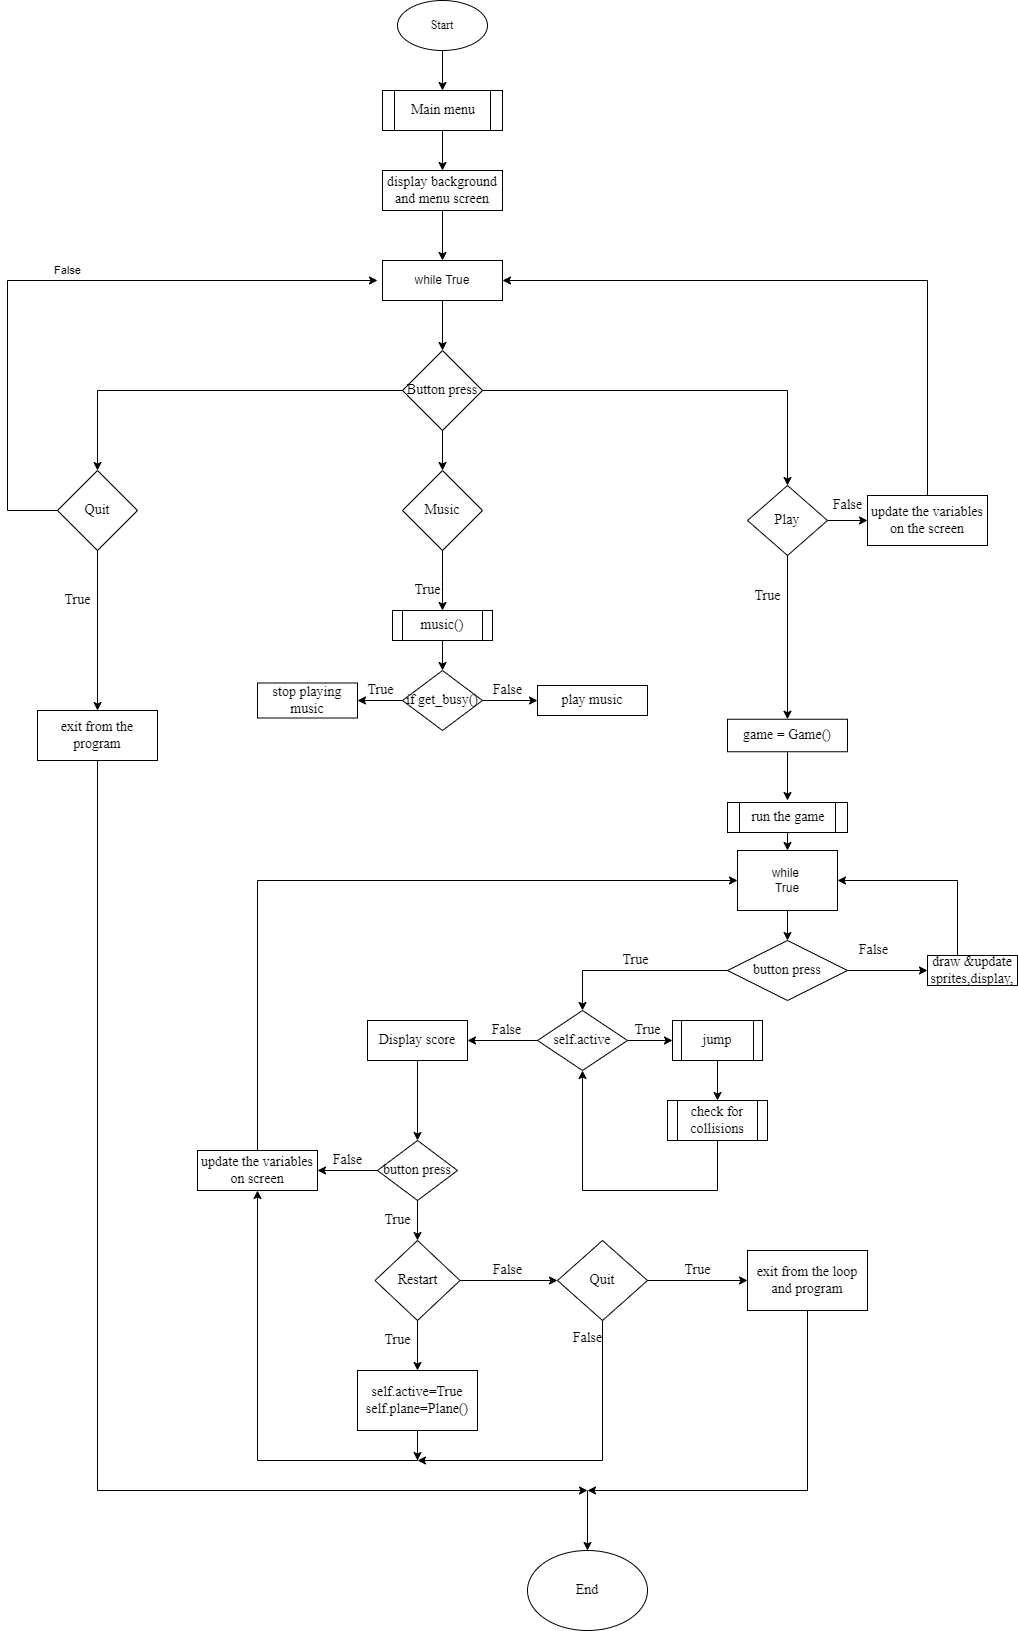 Start
Main menu
display background
and menu screen
False
while True
Button press
Quit
Music
Play
False
update the variables
on the screen
True
True
True
music()
stop playing
music
True
if get_busy()
False
play music
exit from the
program
game = Game()
run the game
while
True
True
button press
False
draw &update
sprites,display,
Display score
False
self.active
True
jump
check for
collisions
update the variables
on screen
False
button press
True
Restart
False
Quit
True
exit from the loop
and program
True
False
self.active=True
self.plane=Plane()
End